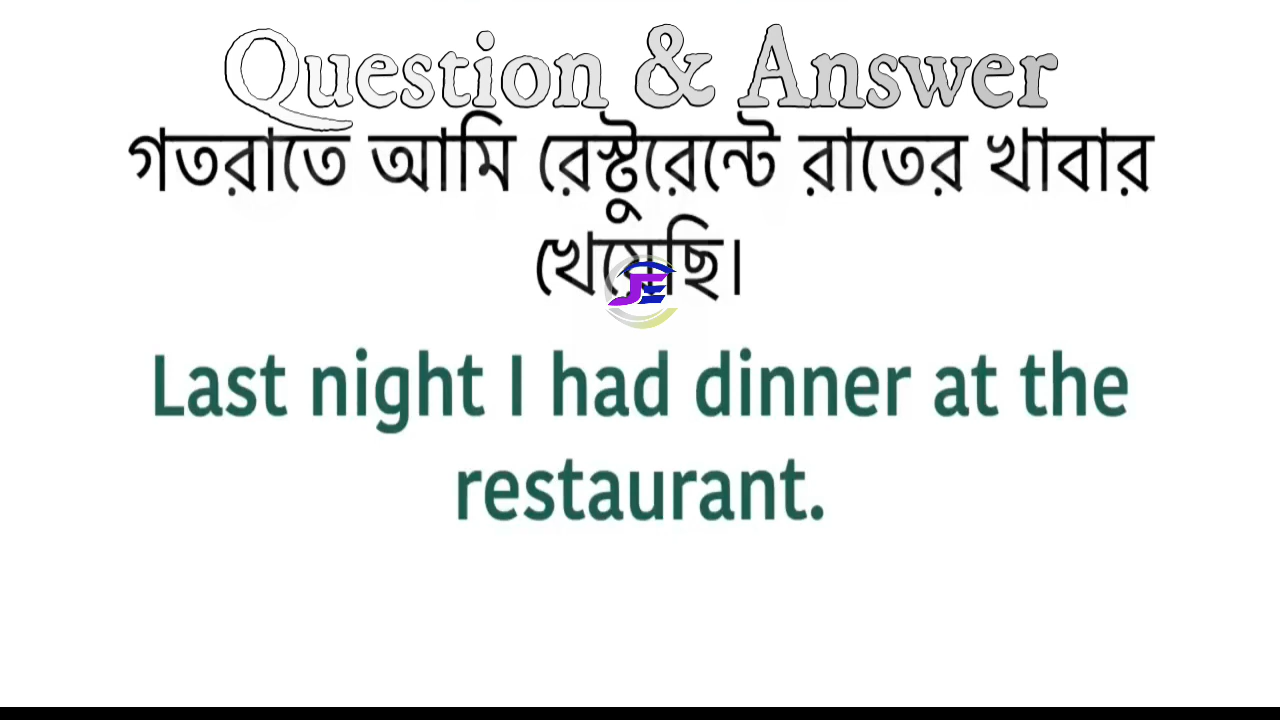 Question & Answer
গতরাতে আমি রেস্টুরেন্টে রাতের খাবার
খেয়েছি।
Last night I had dinner at the
restaurant.